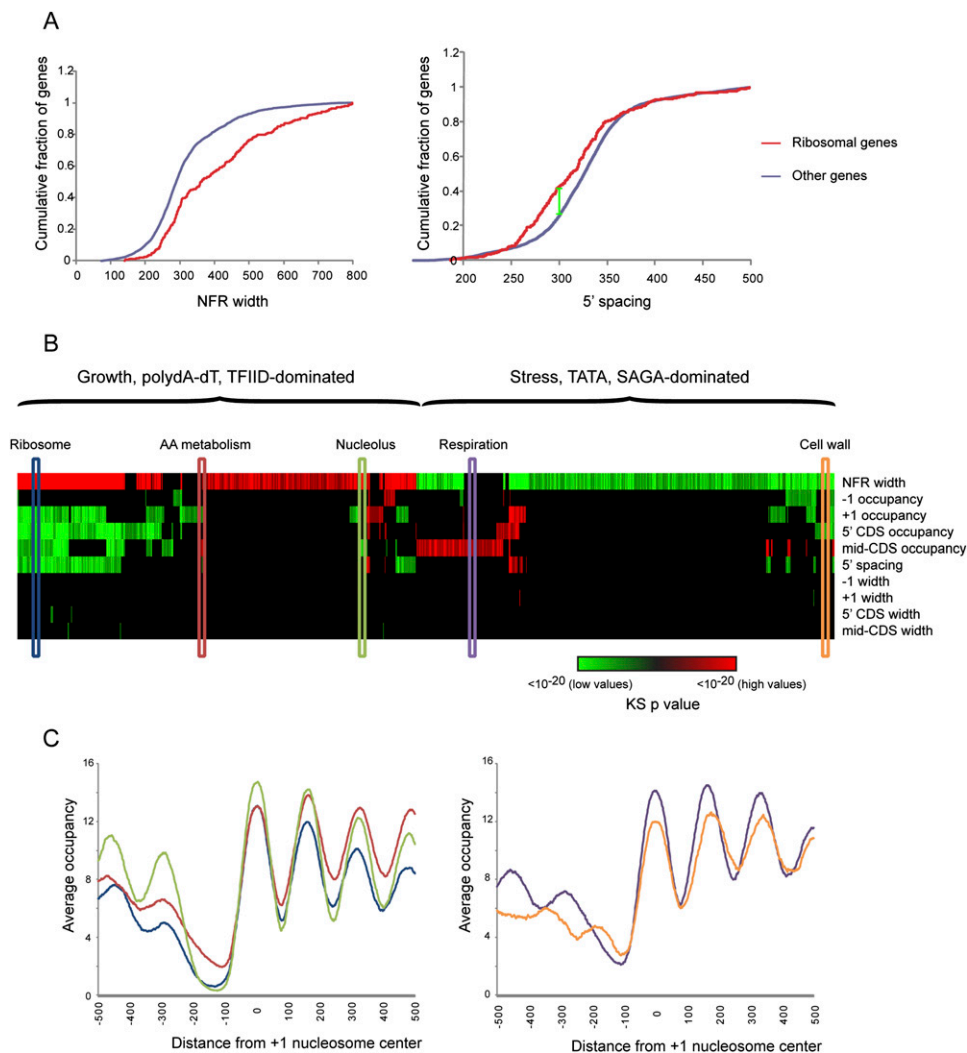 A
Cumulative fraction of genes
1.2
1
0.8
0.6
0.4
0.2
0
0 100 200 300 400 500 600 700 800
NFR width
Cumulative fraction of genes
1.2
1
0.8
0.6
0.4
0.2
0
200 250 300 350 400 450 500
5' spacing
Ribosomal genes
Other genes
B
Growth, polydA-dT, TFIID-dominated
Stress, TATA, SAGA-dominated
Ribosome
AA metabolism
Nucleolus
Respiration
Cell wall
NFR width
-1 occupancy
+1 occupancy
5' CDS occupancy
mid-CDS occupancy
5' spacing
-1 width
+1 width
5' CDS width
mid-CDS width
<10-20 (low values)
<10-20 (high values)
KS p value
C
Average occupancy
16
12
8
4
0
-500 -400 -300 -200 -100 0 100 200 300 400 500
Distance from +1 nucleosome center
Average occupancy
16
12
8
4
0
-500 -400 -300 -200 -100 0 100 200 300 400 500
Distance from +1 nucleosome center